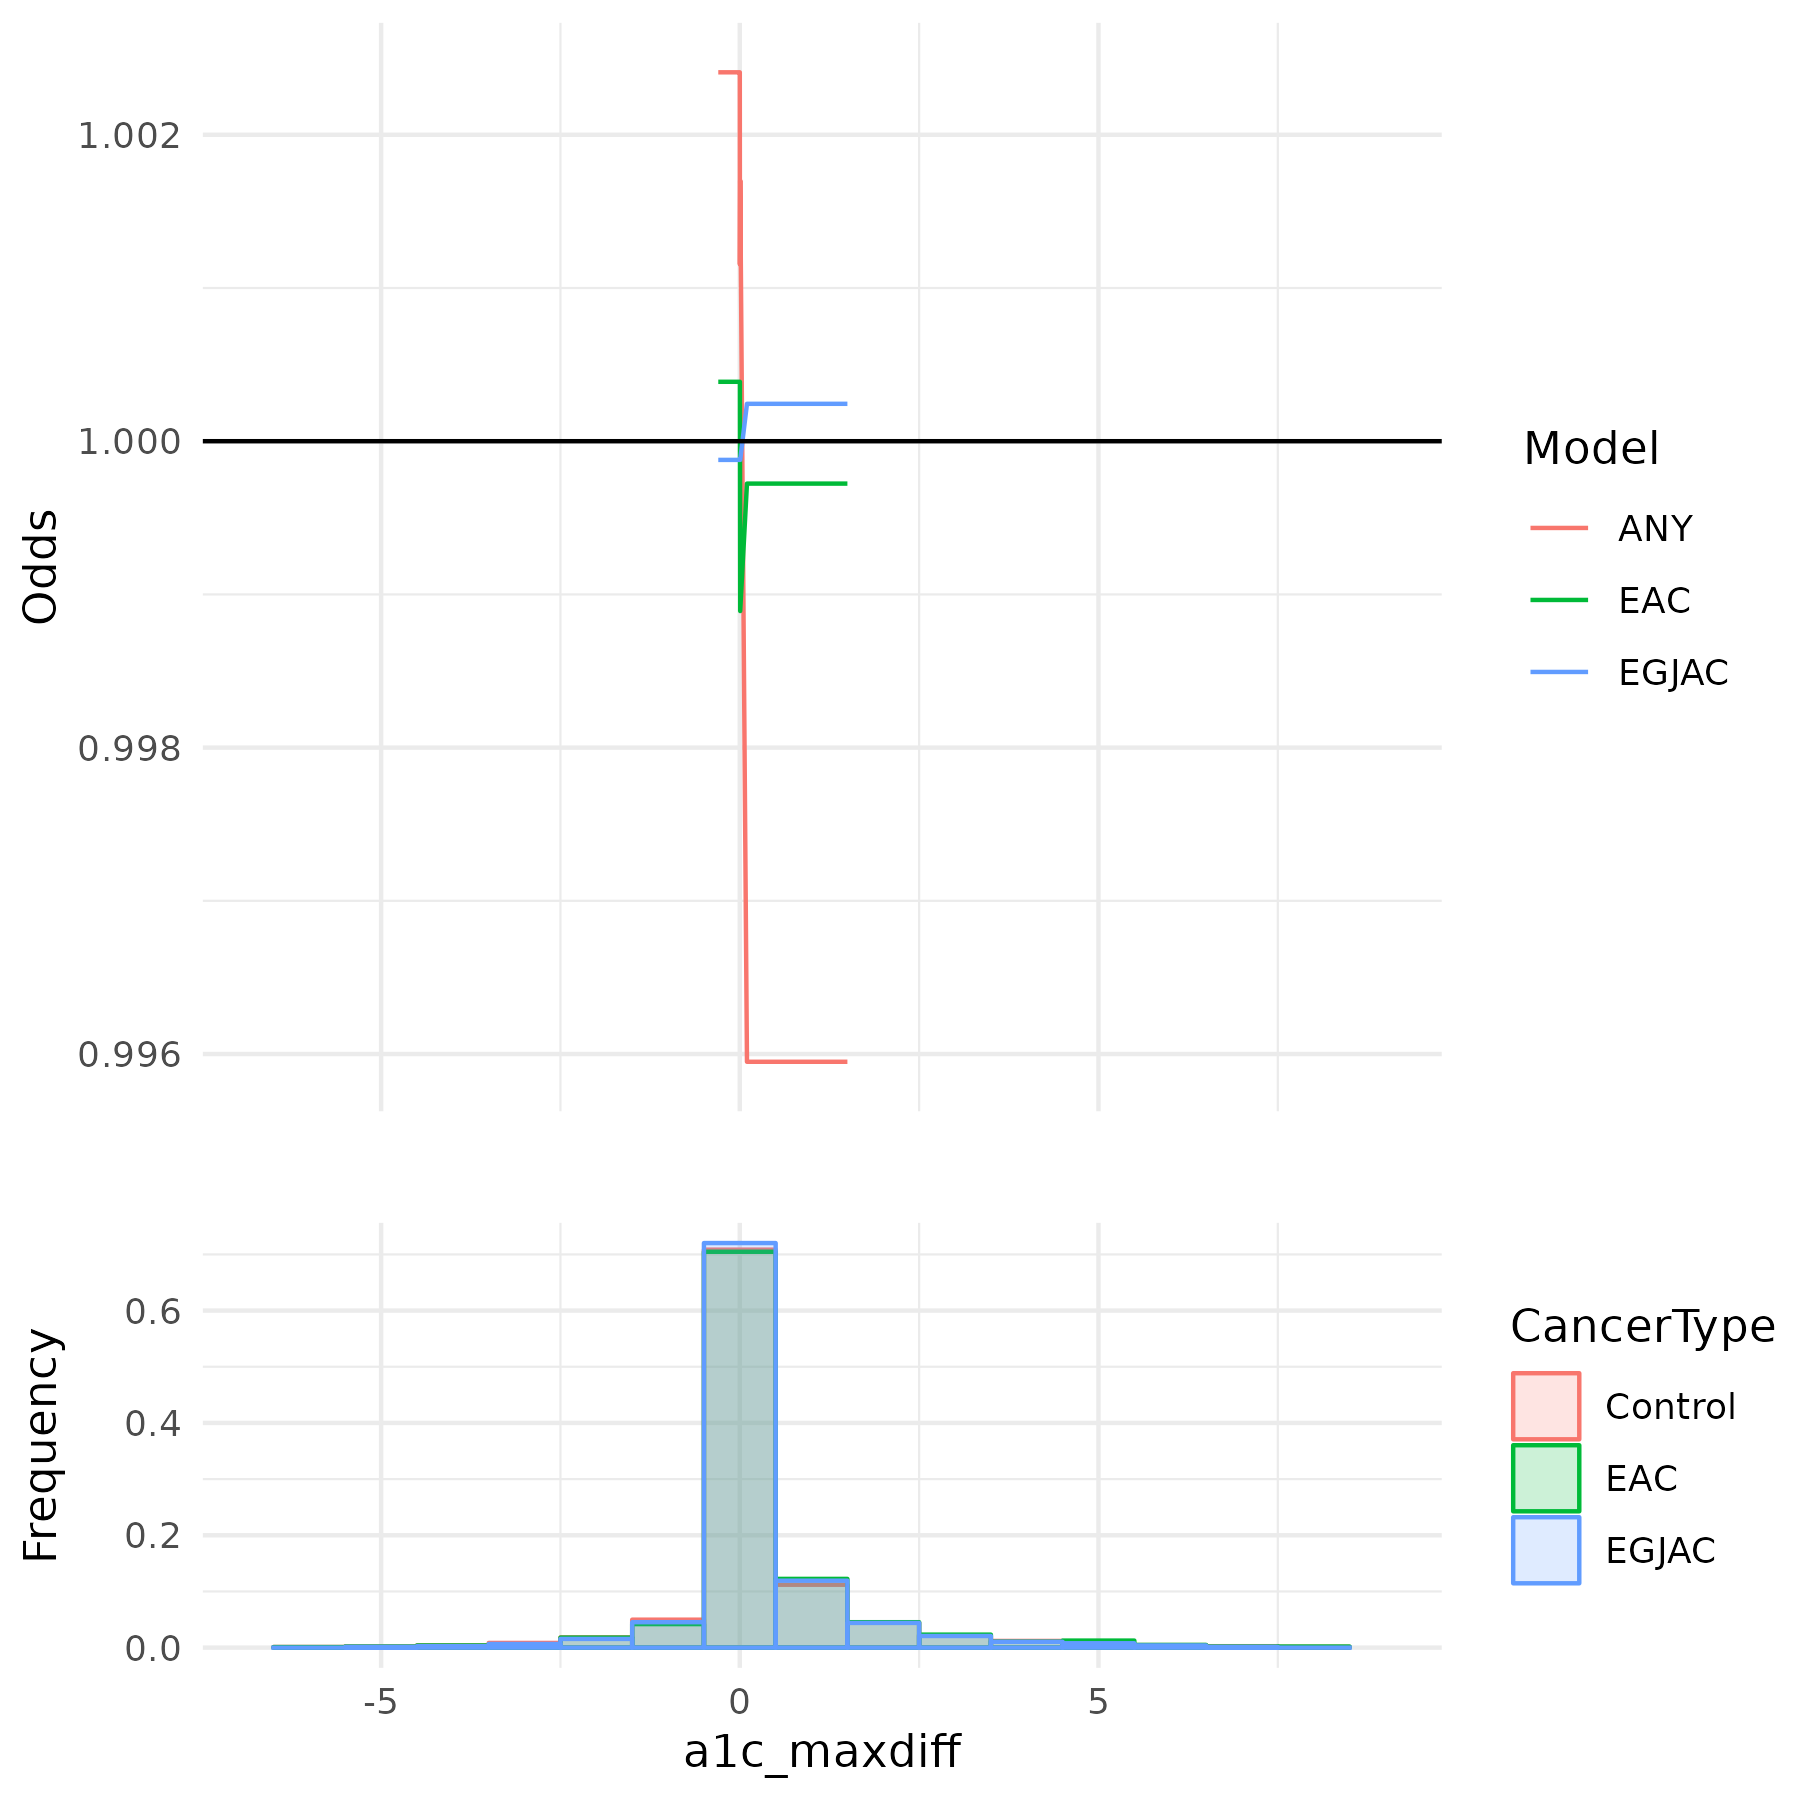 1.002
1.000
0.998
0.996
Odds
Model
ANY
EAC
EGJAC
0.6
0.4
0.2
0.0
Frequency
-5
0
5
a1c_maxdiff
CancerType
Control
EAC
EGJAC